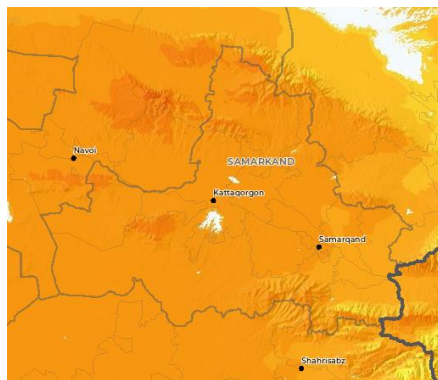 Navoi
SAMARKAND
Kattaqorgon
Samarqand
Shahrisabz